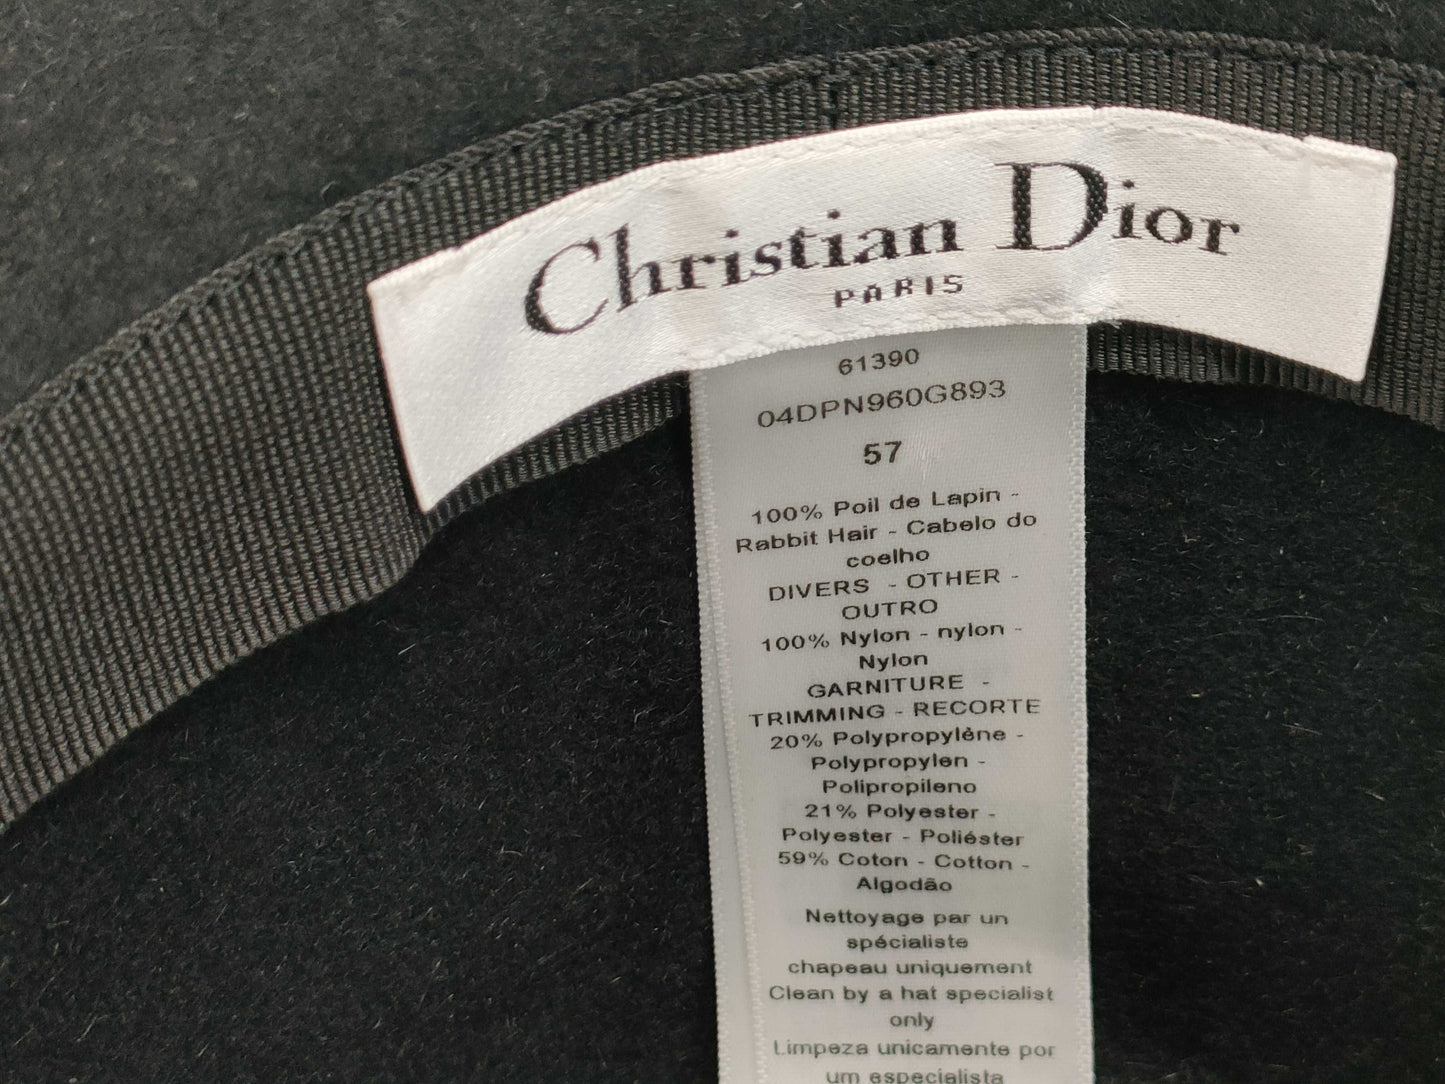 Christian Dior
PARIS
61390
04DPN960G893
57
100% Poil de Lapin -
Rabbit Hair - Cabelo do
coelho
DIVERS - OTHER -
OUTRO
100% Nylon - nylon -
Nylon
GARNITURE -
TRIMMING - RECORTE
20% Polypropylène -
Polypropylen -
Polipropileno
21% Polyester -
Polyester - Poliéster
59% Coton - Cotton -
Algodão
Nettoyage par un
spécialiste
chapeau uniquement
Clean by a hat specialist
only
Limpeza unicamente por
um especialista